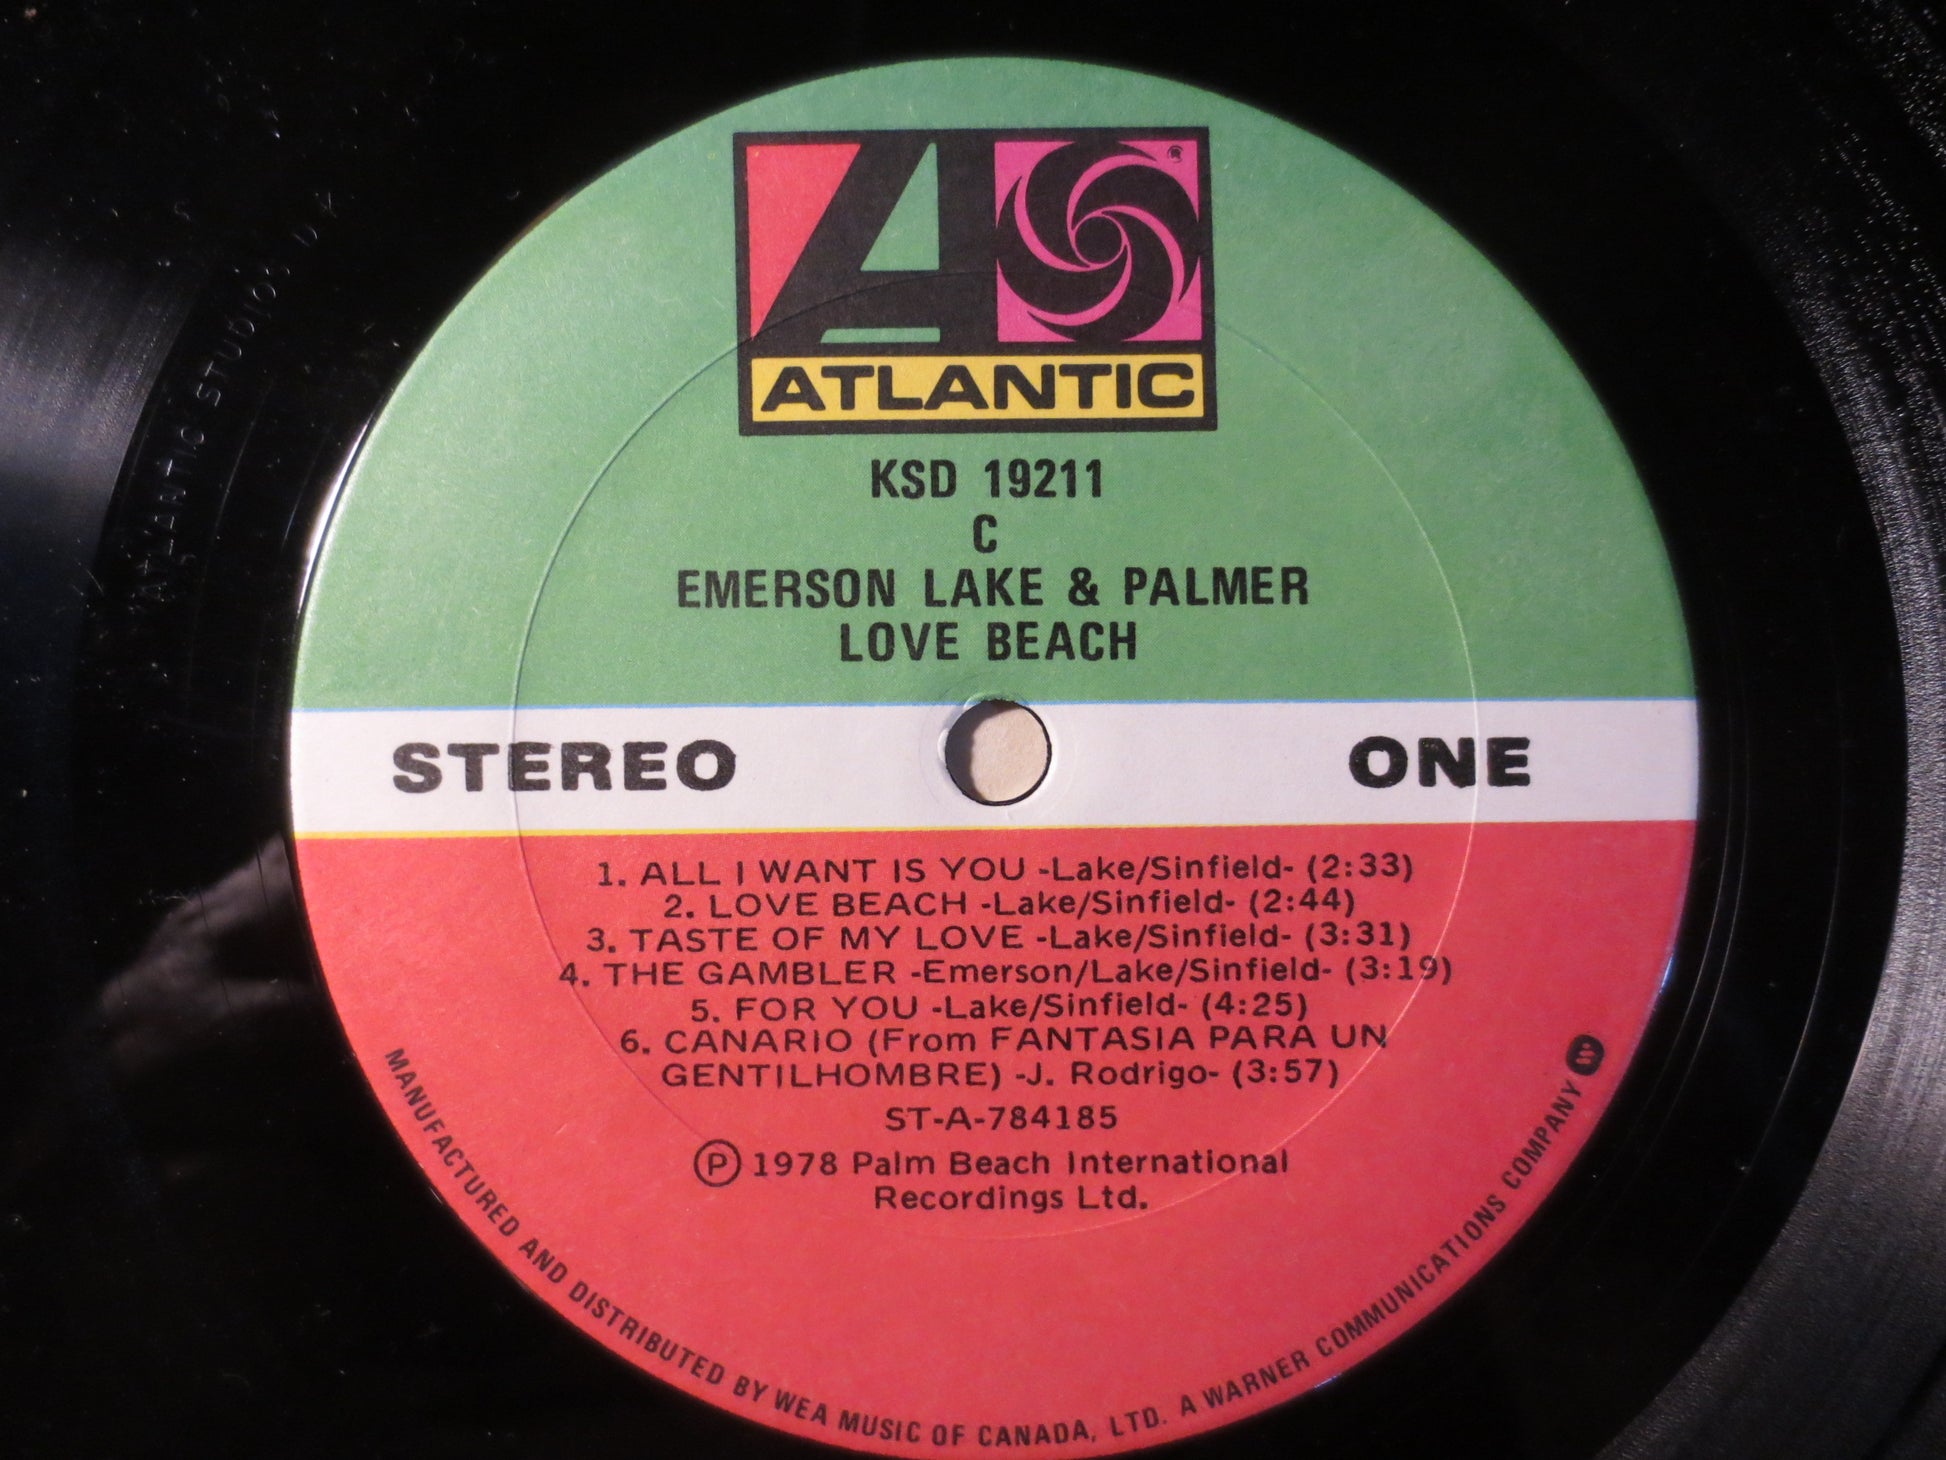 ATLANTIC
KSD 19211
C
EMERSON LAKE & PALMER
LOVE BEACH
STEREO
ONE
1. ALL I WANT IS YOU -Lake/Sinfield- (2:33)
2. LOVE BEACH -Lake/Sinfield- (2:44)
3. TASTE OF MY LOVE -Lake/Sinfield- (3:31)
4. THE GAMBLER -Emerson/Lake/Sinfield- (3:19)
5. FOR YOU -Lake/Sinfield- (4:25)
6. CANARIO (From FANTASIA PARA UN
GENTILHOMBRE) -J. Rodrigo- (3:57)
ST-A-784185
Ⓟ 1978 Palm Beach International
Recordings Ltd.
MANUFACTURED AND DISTRIBUTED BY WEA MUSIC OF CANADA, LTD. A WARNER COMMUNICATIONS COMPANY
ATLANTIC STUDIOS